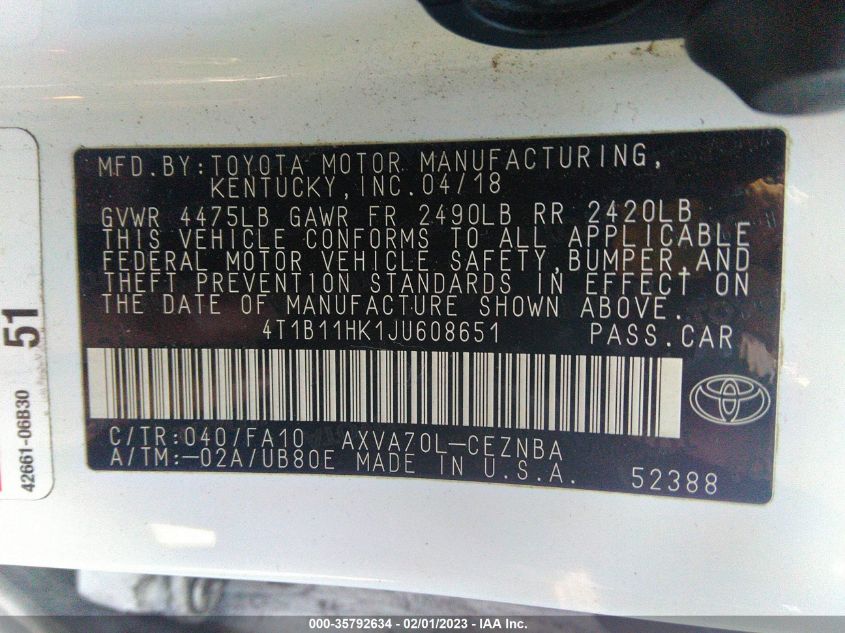 MFD.BY:TOYOTA MOTOR MANUFACTURING,
KENTUCKY,INC.04/18
GVWR 4475LB GAWR FR 2490LB RR 2420LB
THIS VEHICLE CONFORMS TO ALL APPLICABLE
FEDERAL MOTOR VEHICLE SAFETY,BUMPER,AND
THEFT PREVENTION STANDARDS IN EFFECT ON
THE DATE OF MANUFACTURE SHOWN ABOVE.
4T1B11HK1JU608651 PASS.CAR
C/TR:040/FA10 AXVA70L-CEZNBA
A/TM:-02A/UB80E MADE IN U.S.A.
52388
51
42661-06B30
000-35792634 / 02/01/2023 / IAA Inc.